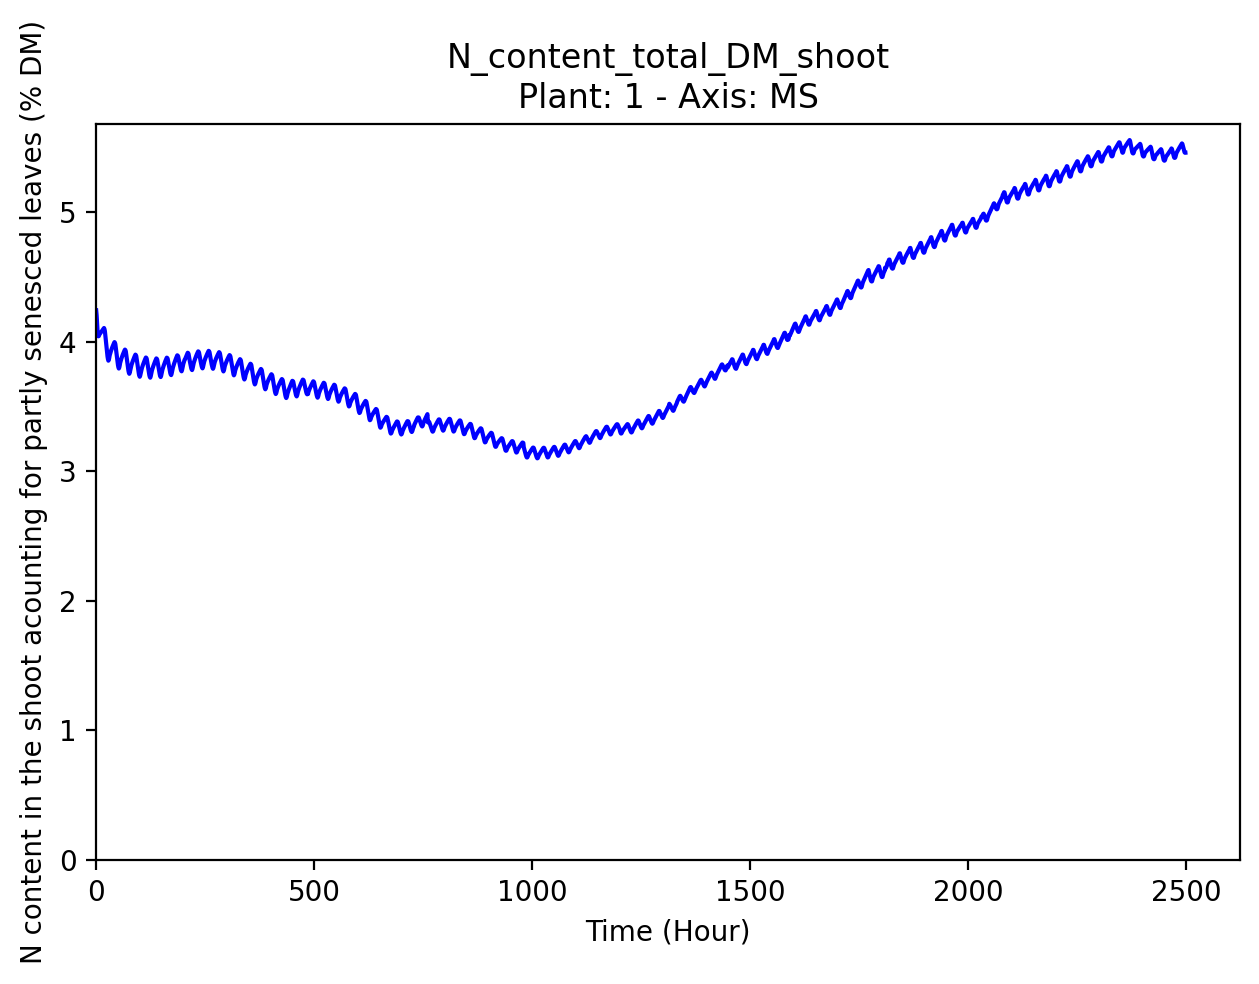 N_content_total_DM_shoot
Plant: 1 - Axis: MS
N content in the shoot acounting for partly senesced leaves (% DM)
5
4
3
2
1
0
0 500 1000 1500 2000 2500
Time (Hour)